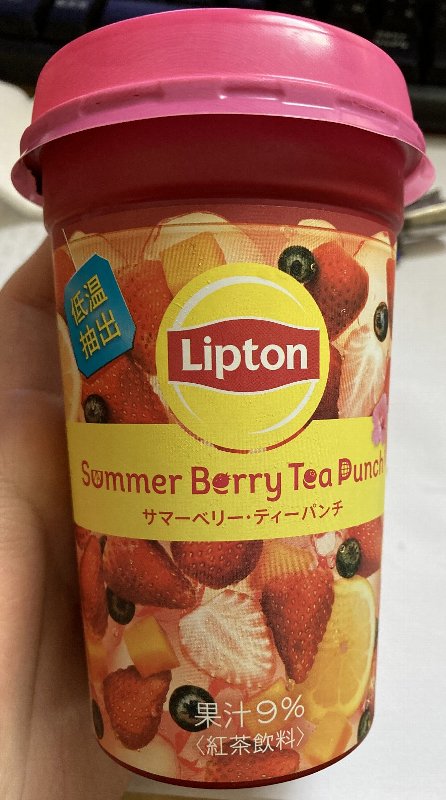 低温
抽出
Lipton
Summer Berry Tea Punch
サマーベリー・ティーパンチ
果汁9%
〈紅茶飲料〉